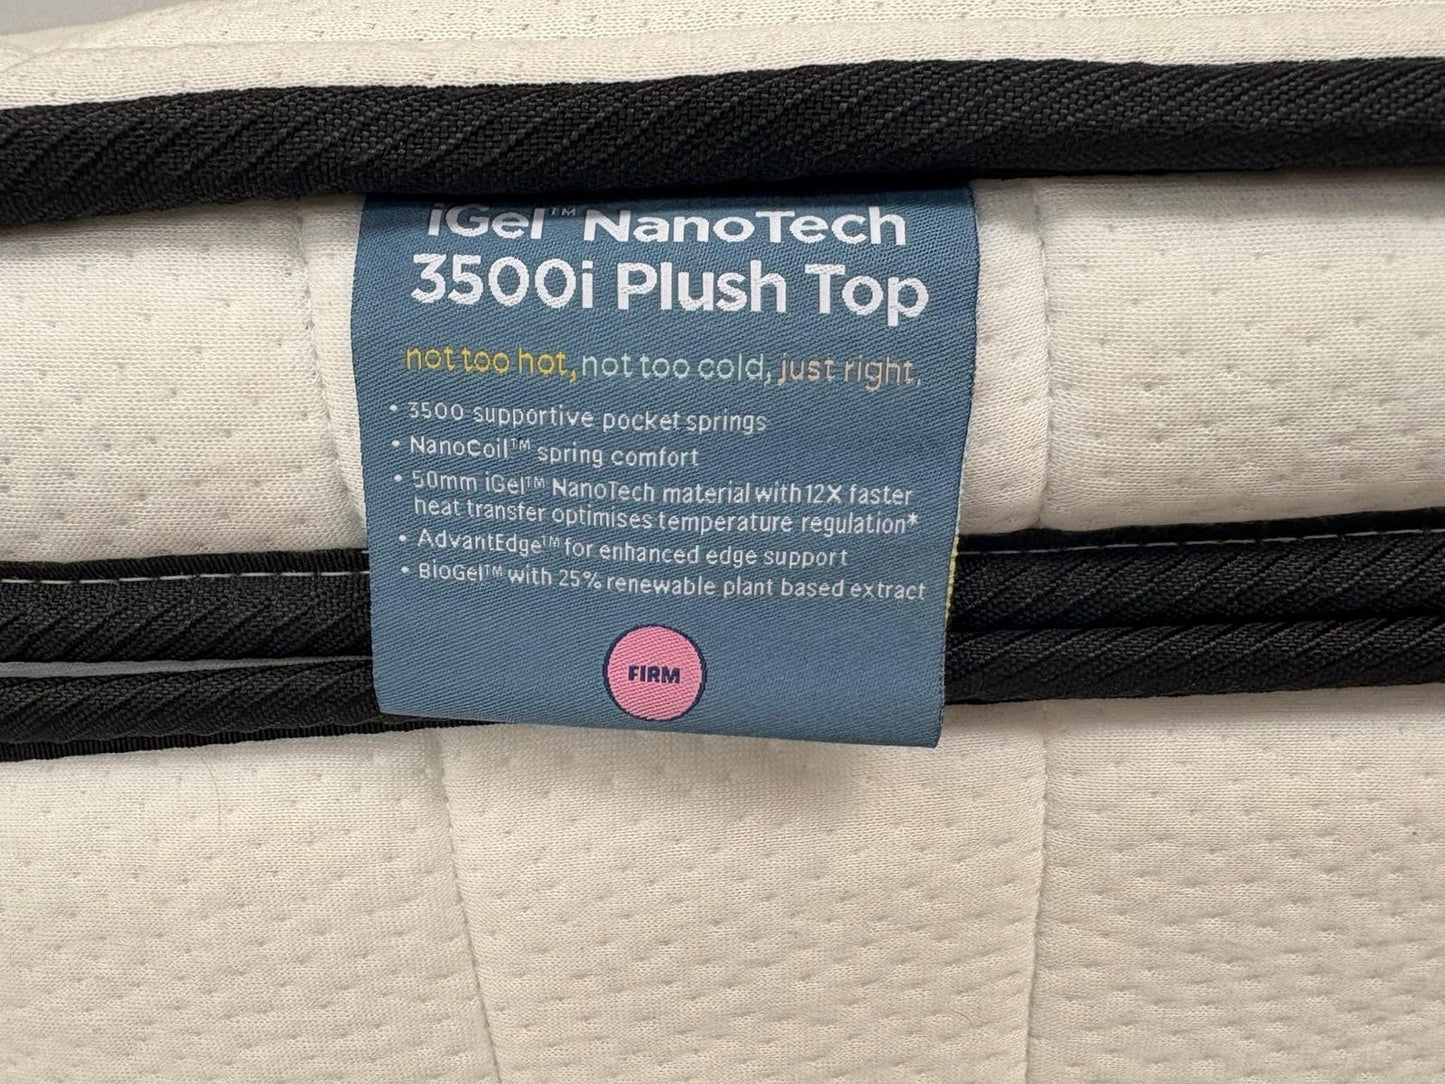 iGel™ NanoTech
3500i Plush Top
not too hot, not too cold, just right.
• 3500 supportive pocket springs
• NanoCoil™ spring comfort
• 50mm iGel™ NanoTech material with 12X faster
heat transfer optimises temperature regulation*
• AdvantEdge™ for enhanced edge support
• BioGel™ with 25% renewable plant based extract
FIRM